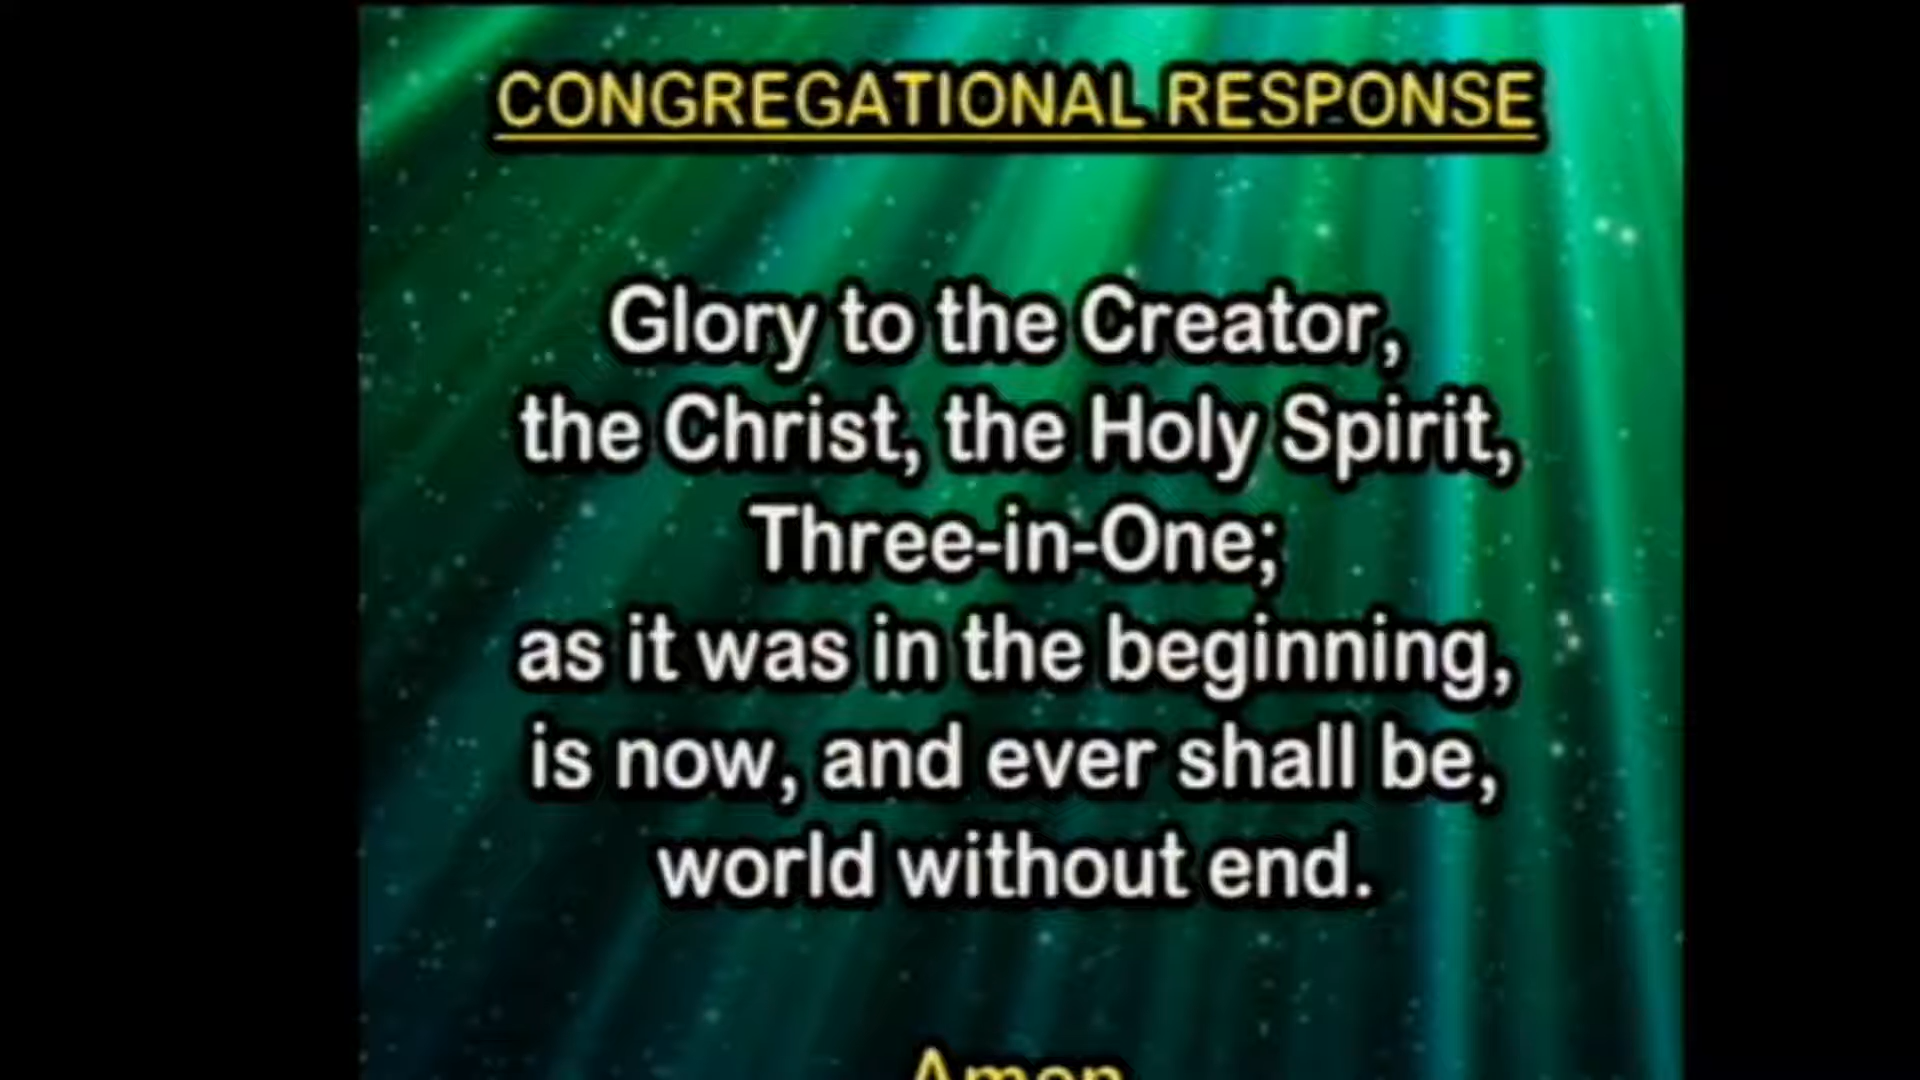 CONGREGATIONAL RESPONSE
Glory to the Creator,
the Christ, the Holy Spirit,
Three-in-One;
as it was in the beginning,
is now, and ever shall be,
world without end.
Amen